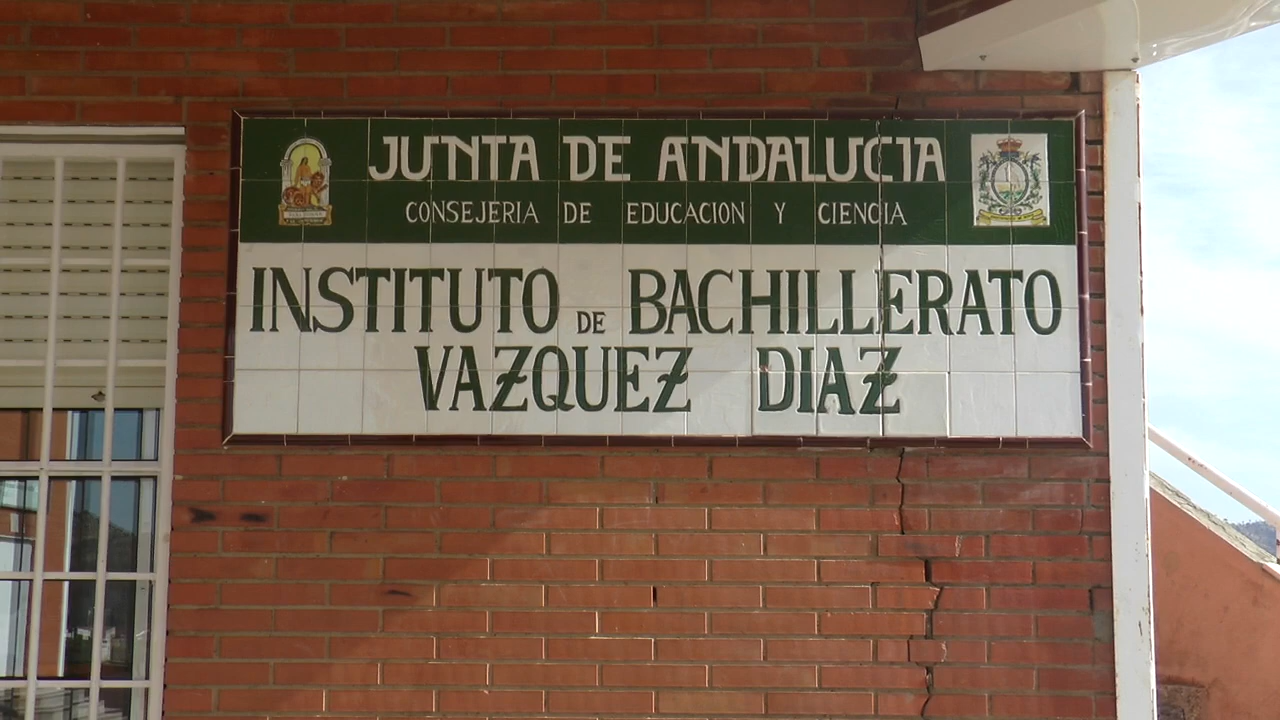 JUNTA DE ANDALUCIA
CONSEJERIA DE EDUCACION Y CIENCIA
INSTITUTO DE BACHILLERATO
VAZQUEZ DIAZ